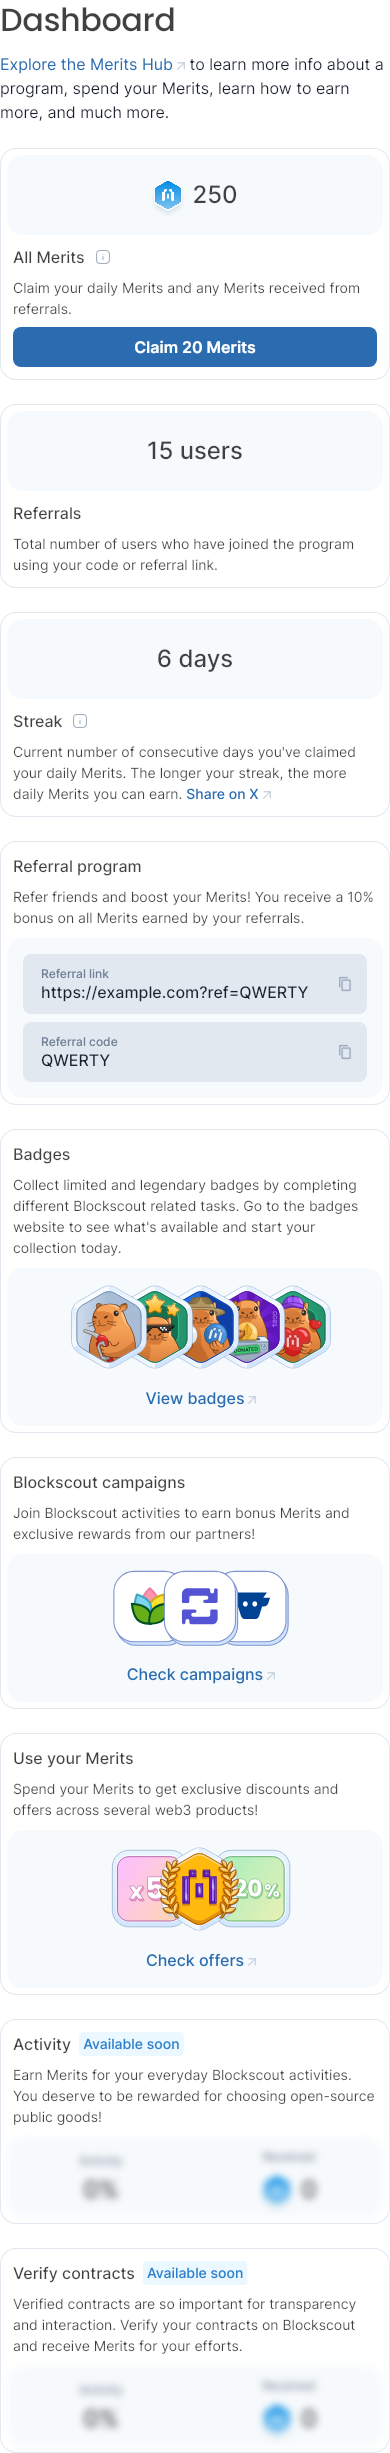 Dashboard
Explore the Merits Hub to learn more info about a
program, spend your Merits, learn how to earn
more, and much more.
250
All Merits
Claim your daily Merits and any Merits received from
referrals.
Claim 20 Merits
15 users
Referrals
Total number of users who have joined the program
using your code or referral link.
6 days
Streak
Current number of consecutive days you've claimed
your daily Merits. The longer your streak, the more
daily Merits you can earn. Share on X
Referral program
Refer friends and boost your Merits! You receive a 10%
bonus on all Merits earned by your referrals.
Referral link
https://example.com?ref=QWERTY
Referral code
QWERTY
Badges
Collect limited and legendary badges by completing
different Blockscout related tasks. Go to the badges
website to see what's available and start your
collection today.
DONATED
View badges
Blockscout campaigns
Join Blockscout activities to earn bonus Merits and
exclusive rewards from our partners!
Check campaigns
Use your Merits
Spend your Merits to get exclusive discounts and
offers across several web3 products!
x5 20%
Check offers
Activity Available soon
Earn Merits for your everyday Blockscout activities.
You deserve to be rewarded for choosing open-source
public goods!
Activity Received
0% 0
Verify contracts Available soon
Verified contracts are so important for transparency
and interaction. Verify your contracts on Blockscout
and receive Merits for your efforts.
Activity Received
0% 0